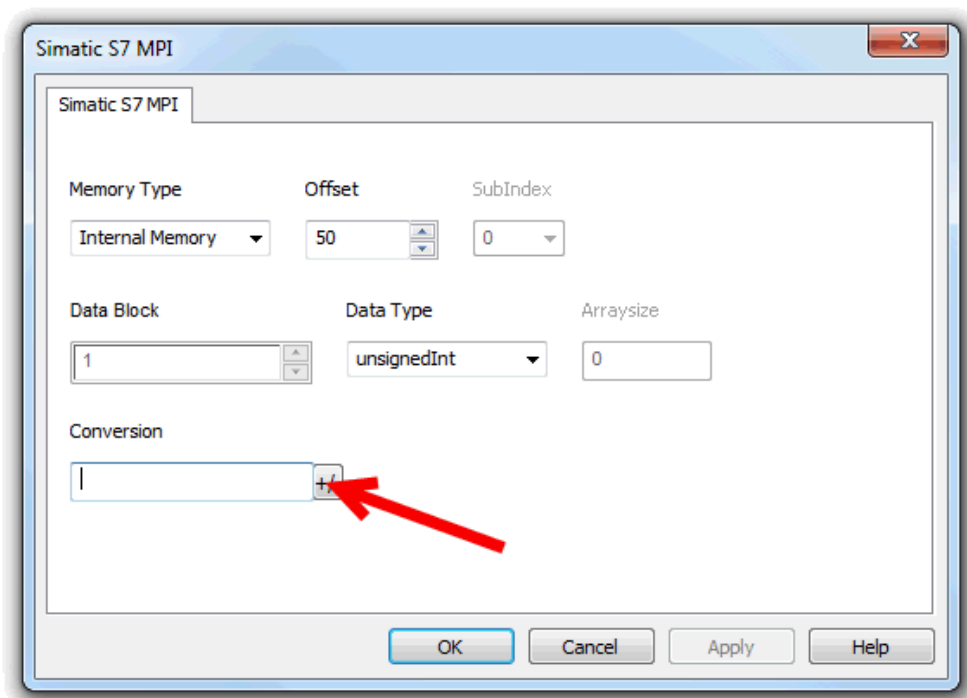 Simatic S7 MPI
Simatic S7 MPI
Memory Type Offset SubIndex
Internal Memory 50 0
Data Block Data Type Arraysize
1 unsignedInt 0
Conversion
+/
OK Cancel Apply Help